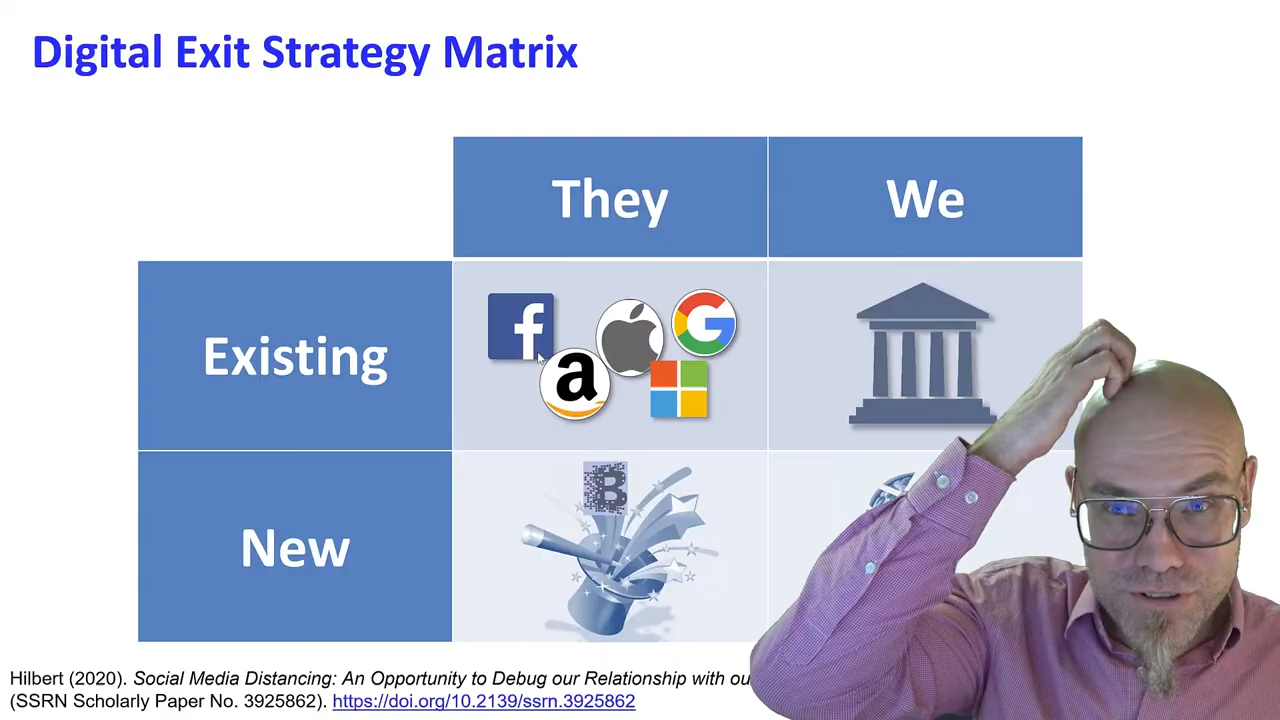 Digital Exit Strategy Matrix
They
We
Existing
New
Hilbert (2020). Social Media Distancing: An Opportunity to Debug our Relationship with ou
(SSRN Scholarly Paper No. 3925862). https://doi.org/10.2139/ssrn.3925862